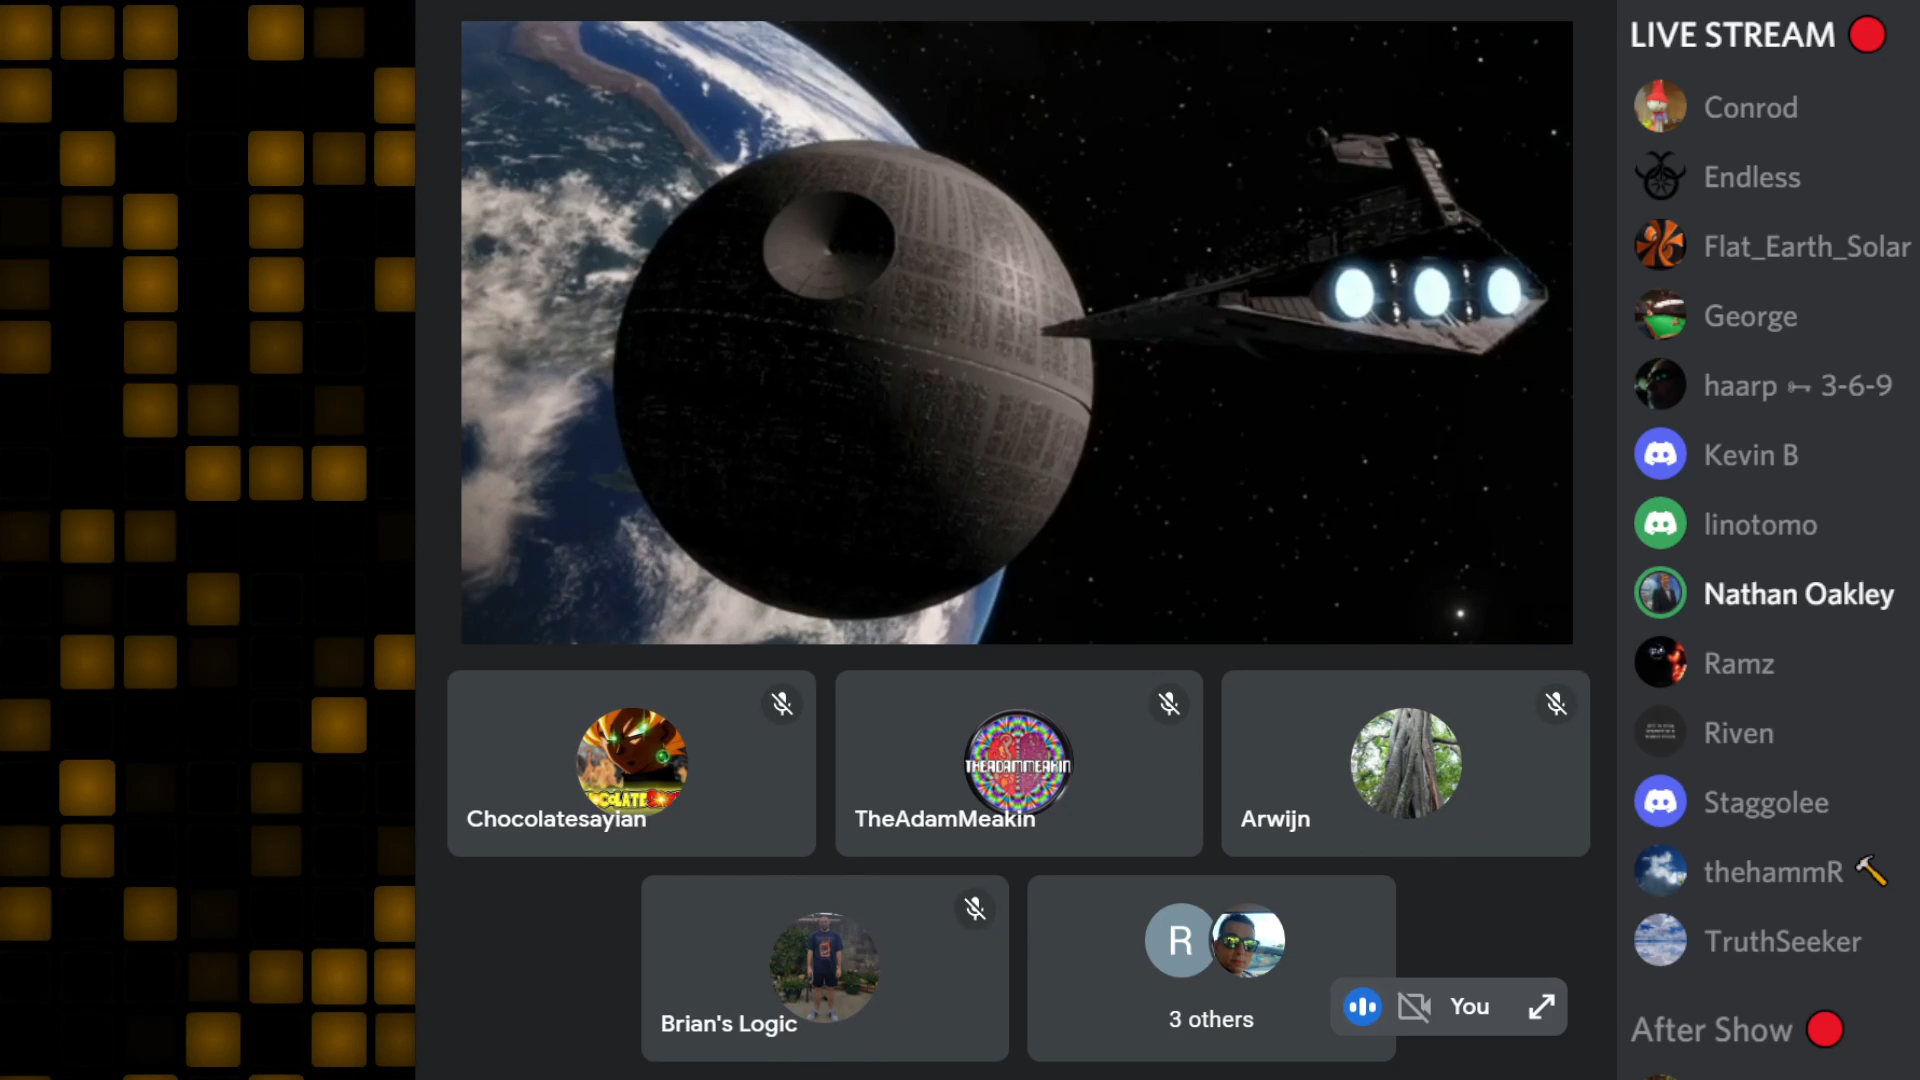 LIVE STREAM
Conrod
Endless
Flat_Earth_Solar
George
haarp 3-6-9
Kevin B
linotomo
Nathan Oakley
Ramz
Riven
Staggolee
thehammR
TruthSeeker
After Show
THEADAMMEAKIN
Chocolatesayian
TheAdamMeakin
Arwijn
Brian's Logic
R
3 others
You